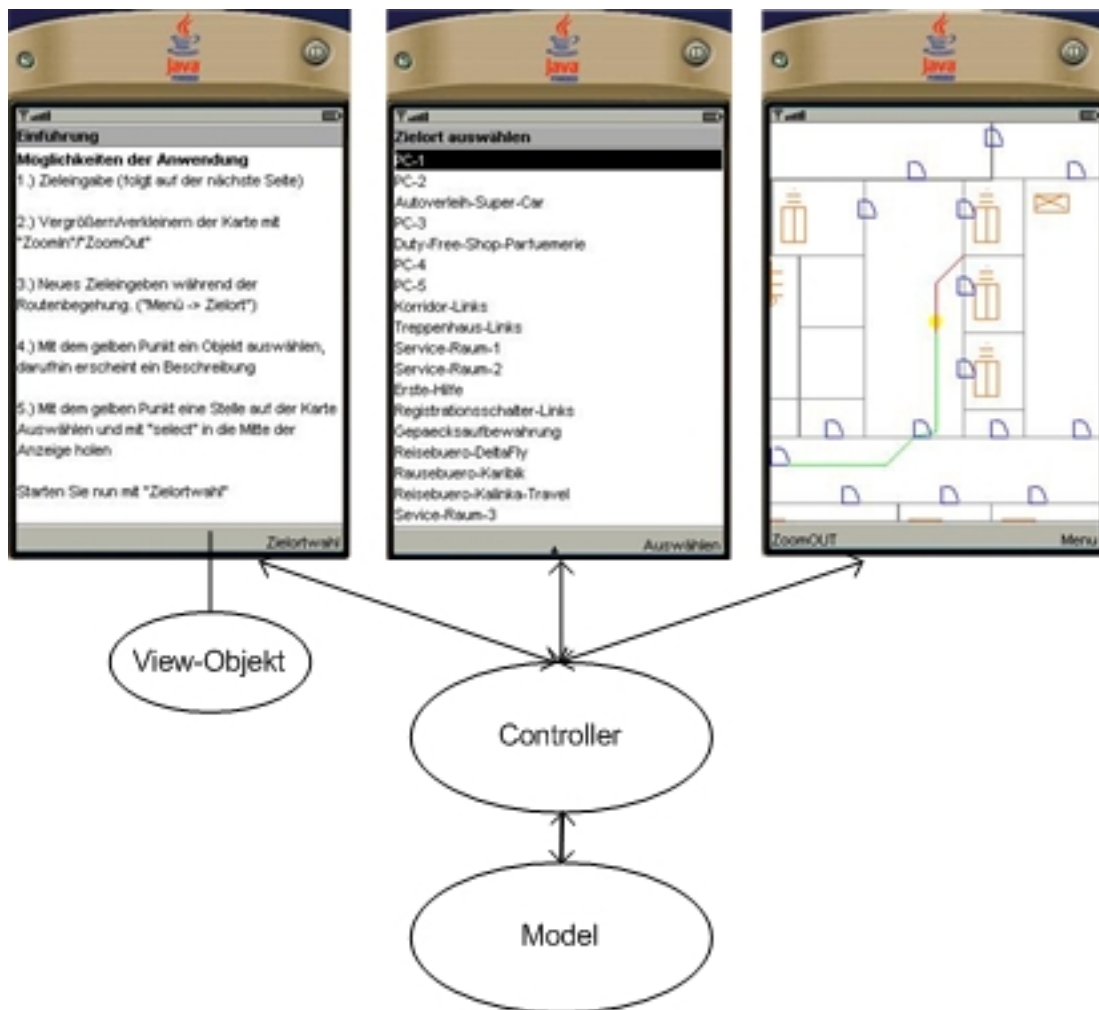 Java
Einführung
Möglichkeiten der Anwendung
1.) Zieleingabe (folgt auf der nächste Seite)
2.) Vergrößern/verkleinern der Karte mit
"ZoomIn"/"ZoomOut"
3.) Neues Zieleingeben während der
Routenbegehung. ("Menü -> Zielort")
4.) Mit dem gelben Punkt ein Objekt auswählen,
daruthin erscheint ein Beschreibung
5.) Mit dem gelben Punkt eine Stelle auf der Karte
Auswählen und mit "select" in die Mitte der
Anzeige holen
Starten Sie nun mit "Zielortwahl"
Zielortwahl
Java
Zielort auswählen
PC-1
PC-2
Autoverleih-Super-Car
PC-3
Duty-Free-Shop-Parfuemerie
PC-4
PC-5
Korridor-Links
Treppenhaus-Links
Service-Raum-1
Service-Raum-2
Erste-Hilfe
Registrationsschalter-Links
Gepaecksaufbewahrung
Reisebuero-DeltaFly
Rausebuero-Karibik
Reisebuero-Kalinka-Travel
Sevice-Raum-3
Auswählen
Java
ZoomOUT
Menu
View-Objekt
Controller
Model